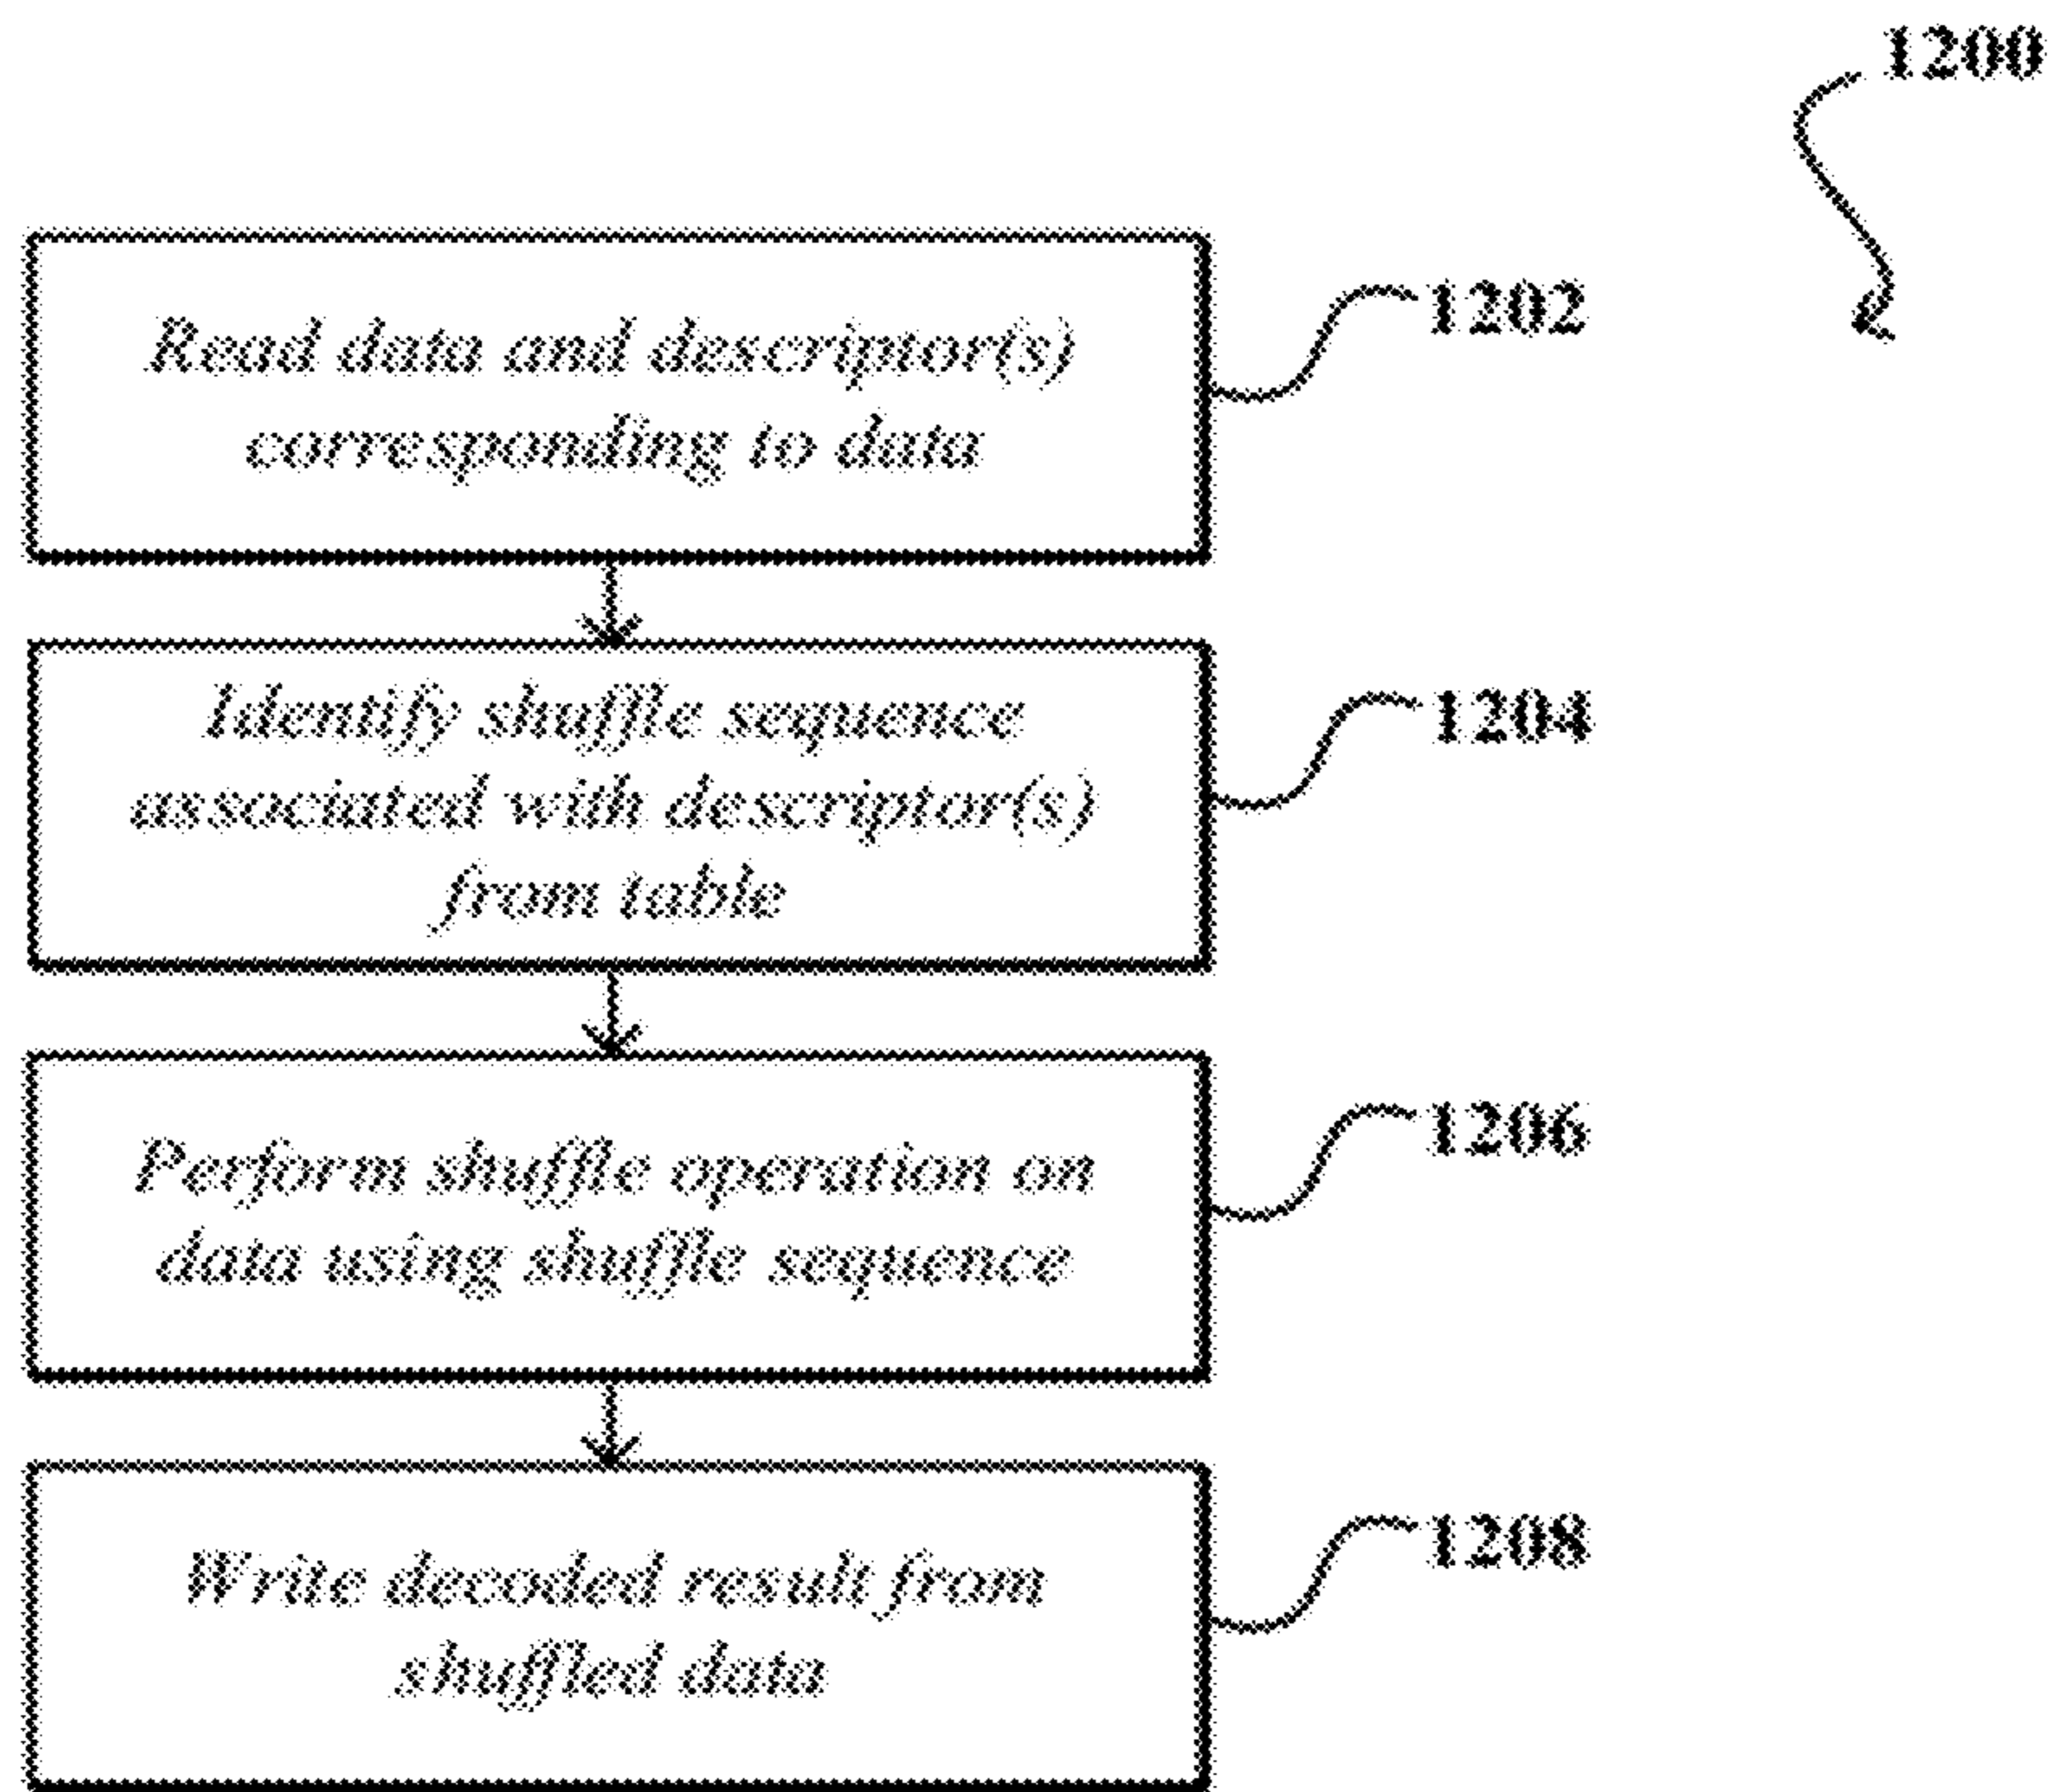 1200
Read data and descriptor(s)
corresponding to data
1202
Identify shuffle sequence
associated with descriptor(s)
from table
1204
Perform shuffle operation on
data using shuffle sequence
1206
Write decoded result from
shuffled data
1208